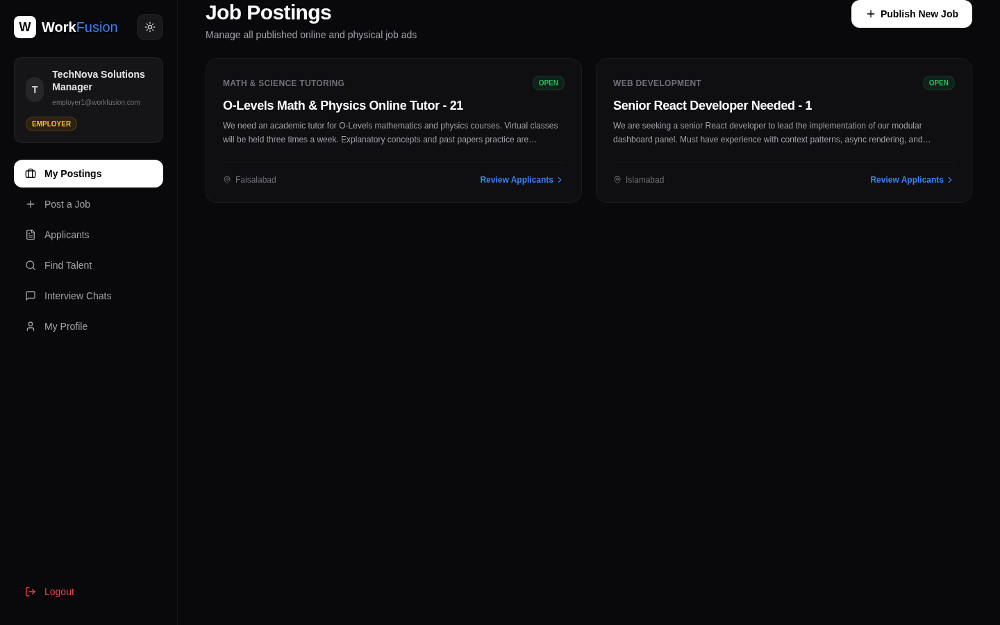 W WorkFusion
T
TechNova Solutions
Manager
employer1@workfusion.com
EMPLOYER
My Postings
Post a Job
Applicants
Find Talent
Interview Chats
My Profile
Logout
Job Postings
Manage all published online and physical job ads
Publish New Job
MATH & SCIENCE TUTORING
OPEN
O-Levels Math & Physics Online Tutor - 21
We need an academic tutor for O-Levels mathematics and physics courses. Virtual classes
will be held three times a week. Explanatory concepts and past papers practice are…
Faisalabad
Review Applicants
WEB DEVELOPMENT
OPEN
Senior React Developer Needed - 1
We are seeking a senior React developer to lead the implementation of our modular
dashboard panel. Must have experience with context patterns, async rendering, and…
Islamabad
Review Applicants